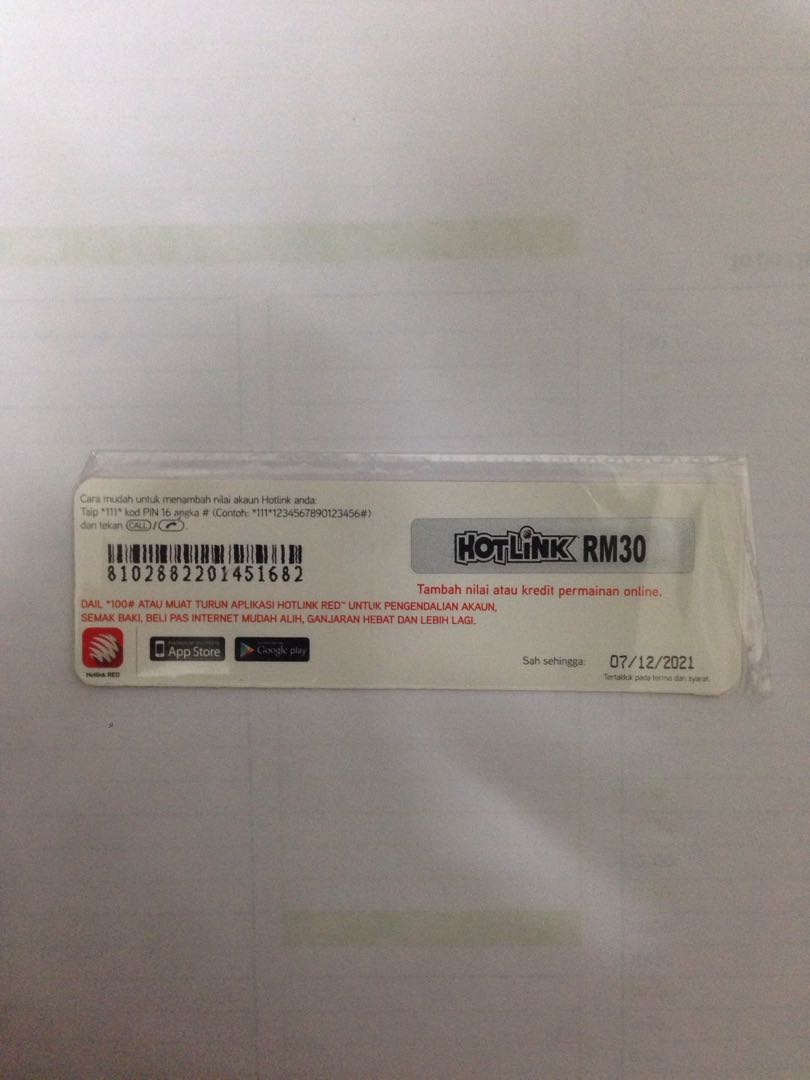 Cara mudah untuk menambah nilai akaun Hotlink anda:
Taip *111* kod PIN 16 angka # (Contoh: *111*1234567890123456#)
dan tekan CALL /
8102882201451682
HOTLINK RM30
Tambah nilai atau kredit permainan online.
DAIL *100# ATAU MUAT TURUN APLIKASI HOTLINK RED™ UNTUK PENGENDALIAN AKAUN,
SEMAK BAKI, BELI PAS INTERNET MUDAH ALIH, GANJARAN HEBAT DAN LEBIH LAGI.
Hotlink RED
App Store
Google play
Sah sehingga: 07/12/2021
Tertakluk pada terma dan syarat.